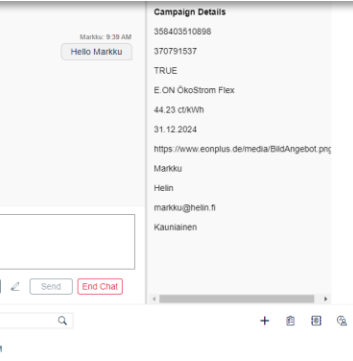 Markku: 9:39 AM
Hello Markku
Send
End Chat
Campaign Details
358403510898
370791537
TRUE
E.ON ÖkoStrom Flex
44.23 ct/kWh
31.12.2024
https://www.eonplus.de/media/BildAngebot.png
Markku
Helin
markku@helin.fi
Kauniainen